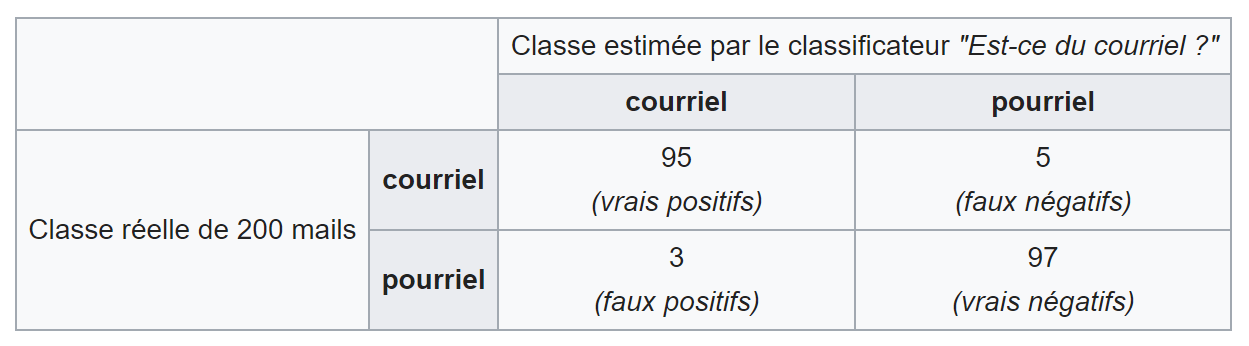 Classe estimée par le classificateur "Est-ce du courriel ?"
courriel
pourriel
Classe réelle de 200 mails
courriel
95
(vrais positifs)
5
(faux négatifs)
pourriel
3
(faux positifs)
97
(vrais négatifs)